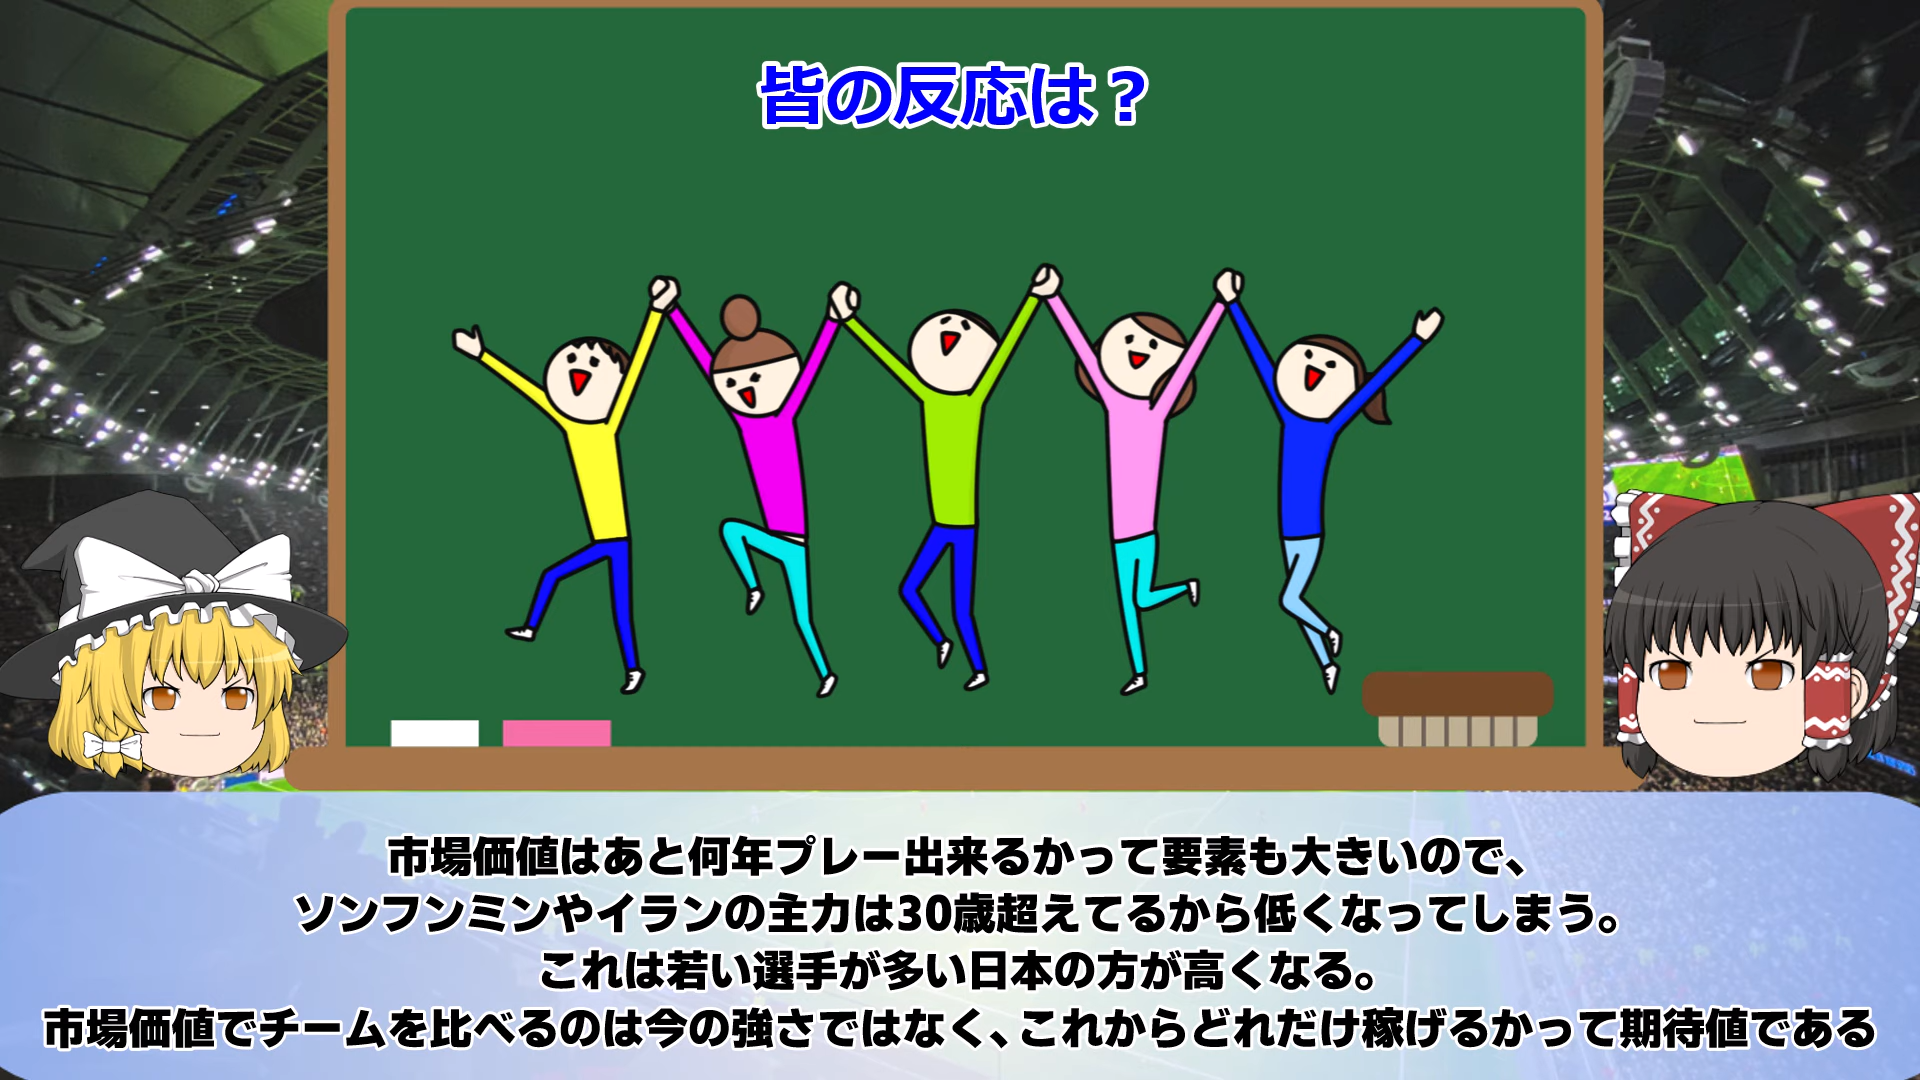 皆の反応は？
市場価値はあと何年プレー出来るかって要素も大きいので、
ソンフンミンやイランの主力は30歳超えてるから低くなってしまう。
これは若い選手が多い日本の方が高くなる。
市場価値でチームを比べるのは今の強さではなく、これからどれだけ稼げるかって期待値である